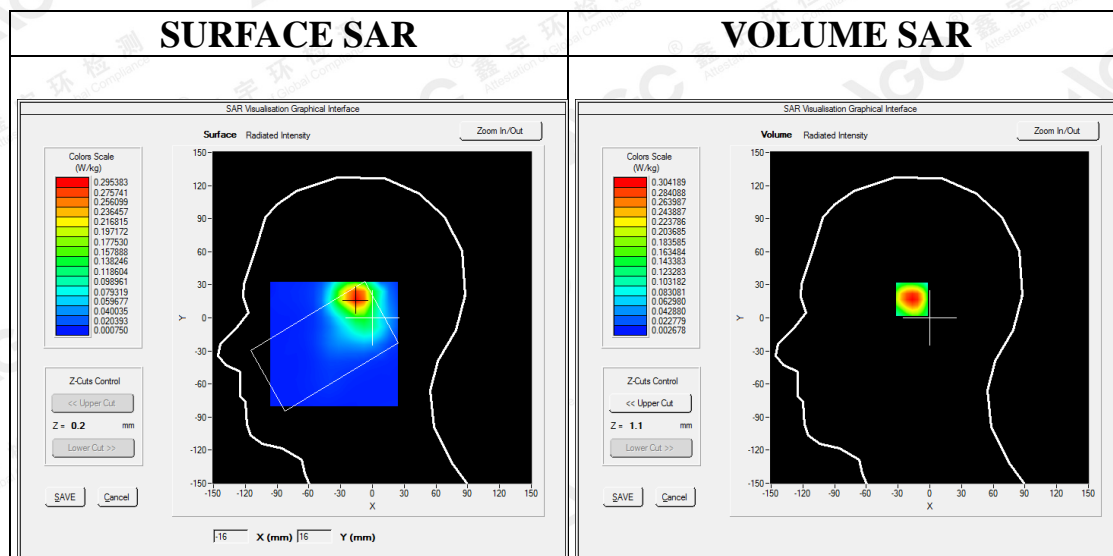 SURFACE SAR
SAR Visualisation Graphical Interface
Surface Radiated Intensity
Zoom In/Out
Colors Scale
(W/kg)
0.295383
0.275741
0.256099
0.236457
0.216815
0.197172
0.177530
0.157888
0.138246
0.118604
0.098961
0.079319
0.059677
0.040035
0.020393
0.000750
Z-Cuts Control
<< Upper Cut
Z = 0.2 mm
Lower Cut >>
SAVE Cancel
150
120
90
60
30
0
-30
-60
-90
-120
-150
Y
-150 -120 -90 -60 -30 0 30 60 90 120 150
X
-16 X (mm) 16 Y (mm)
VOLUME SAR
SAR Visualisation Graphical Interface
Volume Radiated Intensity
Zoom In/Out
Colors Scale
(W/kg)
0.304189
0.284088
0.263987
0.243887
0.223786
0.203685
0.183585
0.163484
0.143383
0.123283
0.103182
0.083081
0.062980
0.042880
0.022779
0.002678
Z-Cuts Control
<< Upper Cut
Z = 1.1 mm
Lower Cut >>
SAVE Cancel
150
120
90
60
30
0
-30
-60
-90
-120
-150
Y
-150 -120 -90 -60 -30 0 30 60 90 120 150
X